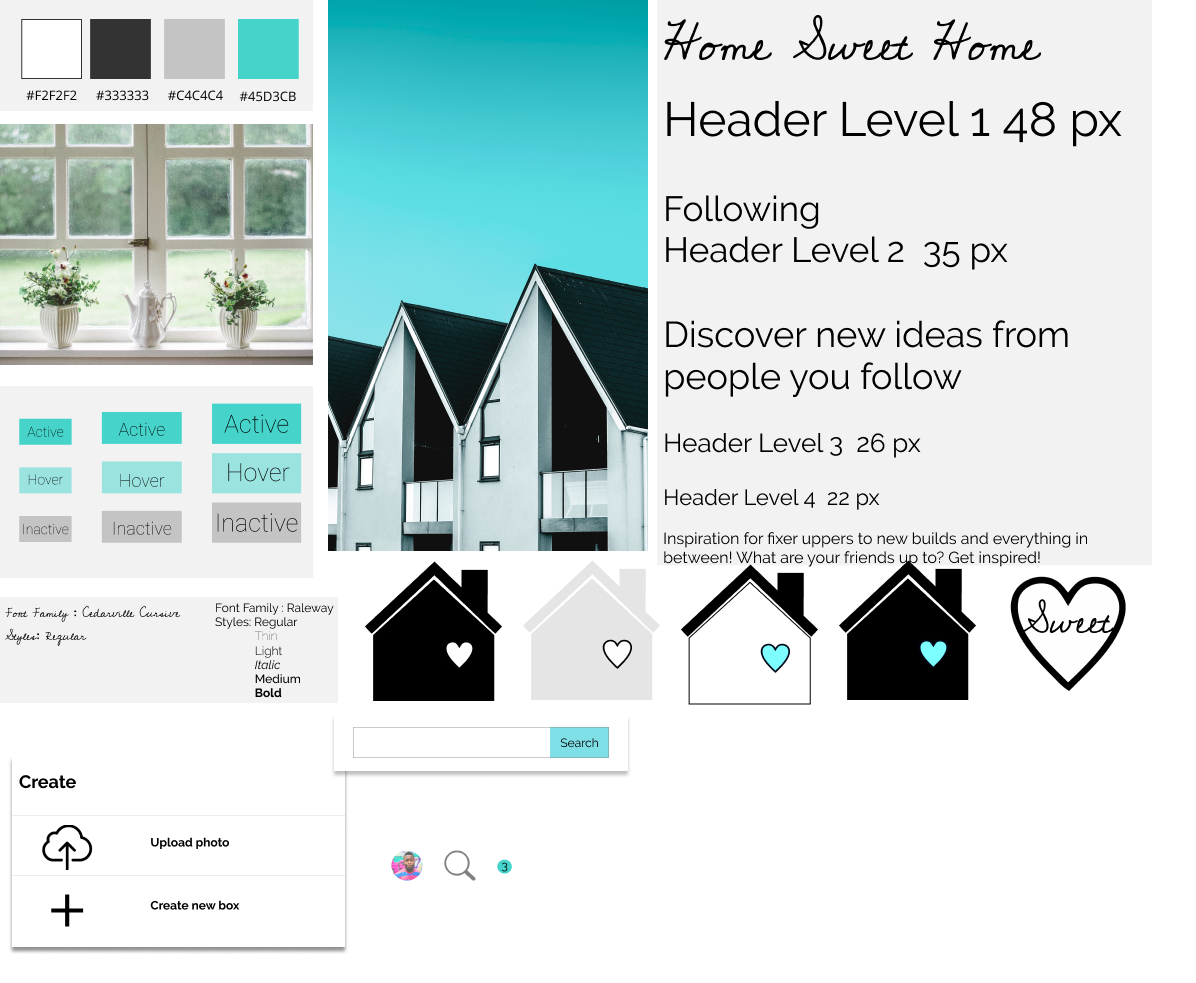 #F2F2F2 #333333 #C4C4C4 #45D3CB
Home Sweet Home
Header Level 1 48 px
Following
Header Level 2 35 px
Discover new ideas from
people you follow
Header Level 3 26 px
Header Level 4 22 px
Inspiration for fixer uppers to new builds and everything in
between! What are your friends up to? Get inspired!
Active Active Active
Hover Hover Hover
Inactive Inactive Inactive
Font Family : Cedarville Cursive
Styles: Regular
Font Family : Raleway
Styles: Regular
Thin
Light
Italic
Medium
Bold
Sweet
Search
Create
Upload photo
Create new box
3